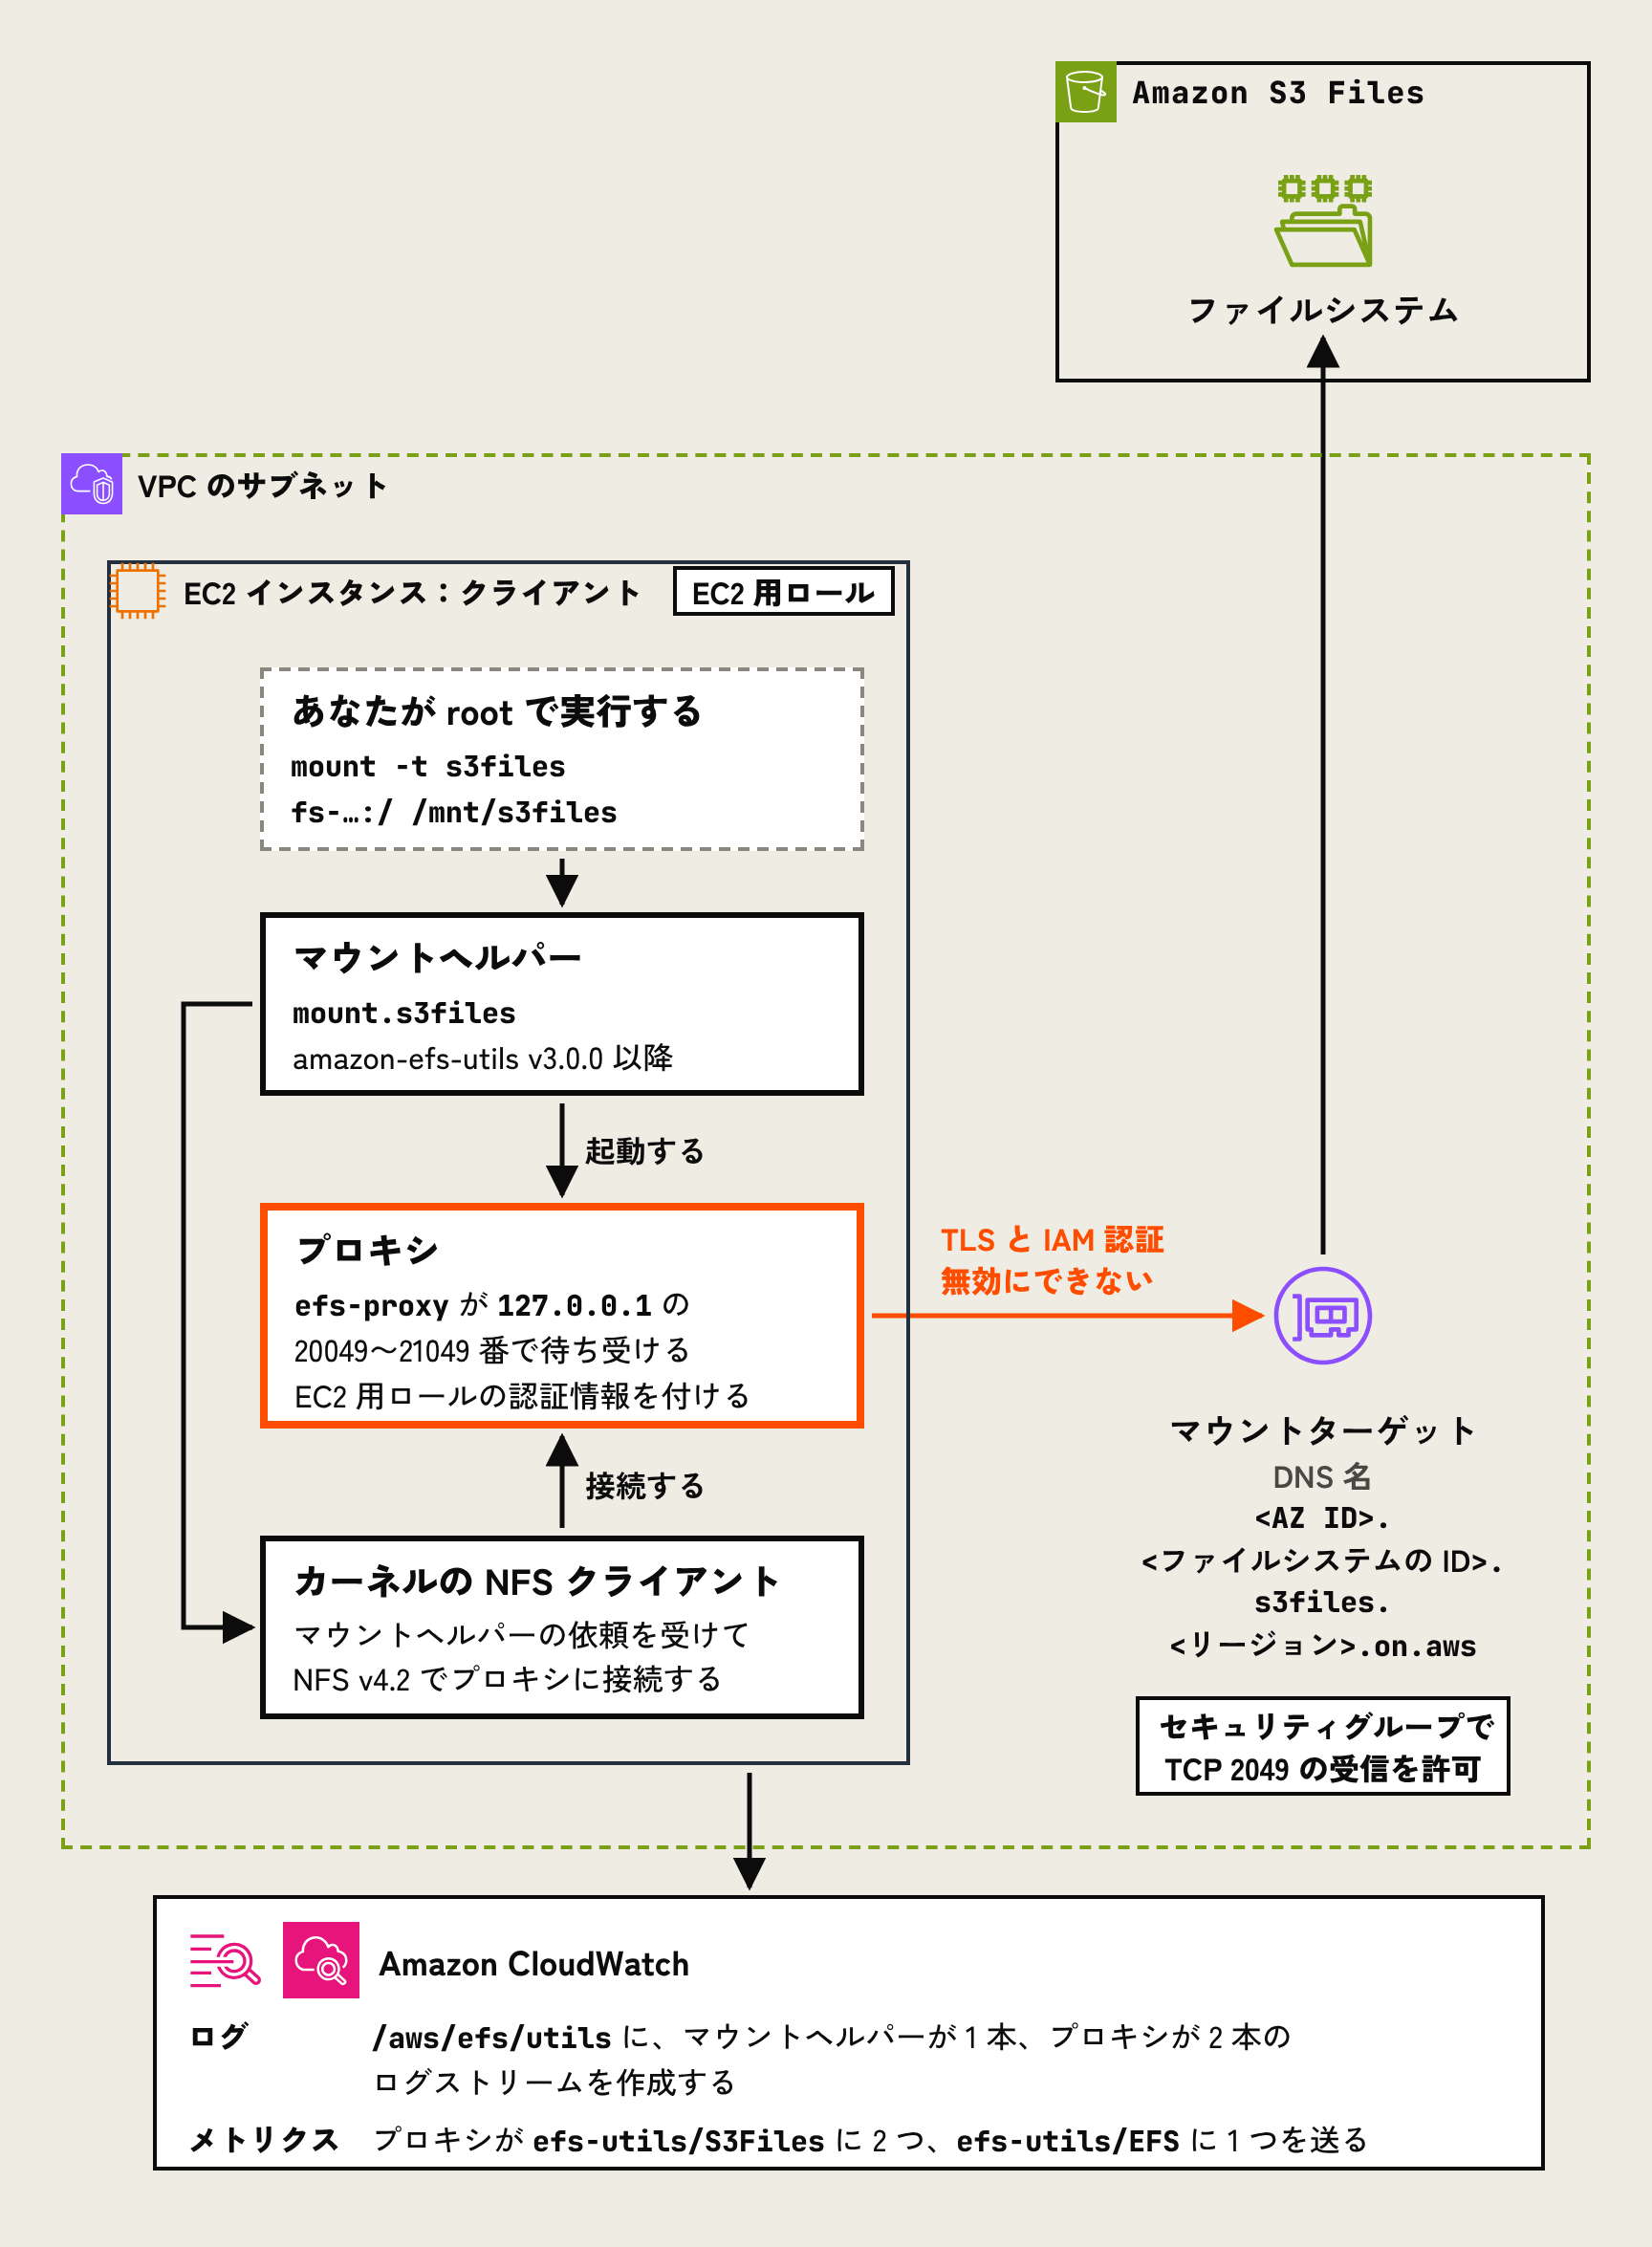 Amazon S3 Files
ファイルシステム
VPC のサブネット
EC2 インスタンス：クライアント
EC2 用ロール
あなたが root で実行する
mount -t s3files
fs-…:/ /mnt/s3files
マウントヘルパー
mount.s3files
amazon-efs-utils v3.0.0 以降
起動する
プロキシ
efs-proxy が 127.0.0.1 の
20049〜21049 番で待ち受ける
EC2 用ロールの認証情報を付ける
TLS と IAM 認証
無効にできない
接続する
カーネルの NFS クライアント
マウントヘルパーの依頼を受けて
NFS v4.2 でプロキシに接続する
マウントターゲット
DNS 名
<AZ ID>.
<ファイルシステムの ID>.
s3files.
<リージョン>.on.aws
セキュリティグループで
TCP 2049 の受信を許可
Amazon CloudWatch
ログ
/aws/efs/utils に、マウントヘルパーが 1 本、プロキシが 2 本の
ログストリームを作成する
メトリクス
プロキシが efs-utils/S3Files に 2 つ、efs-utils/EFS に 1 つを送る